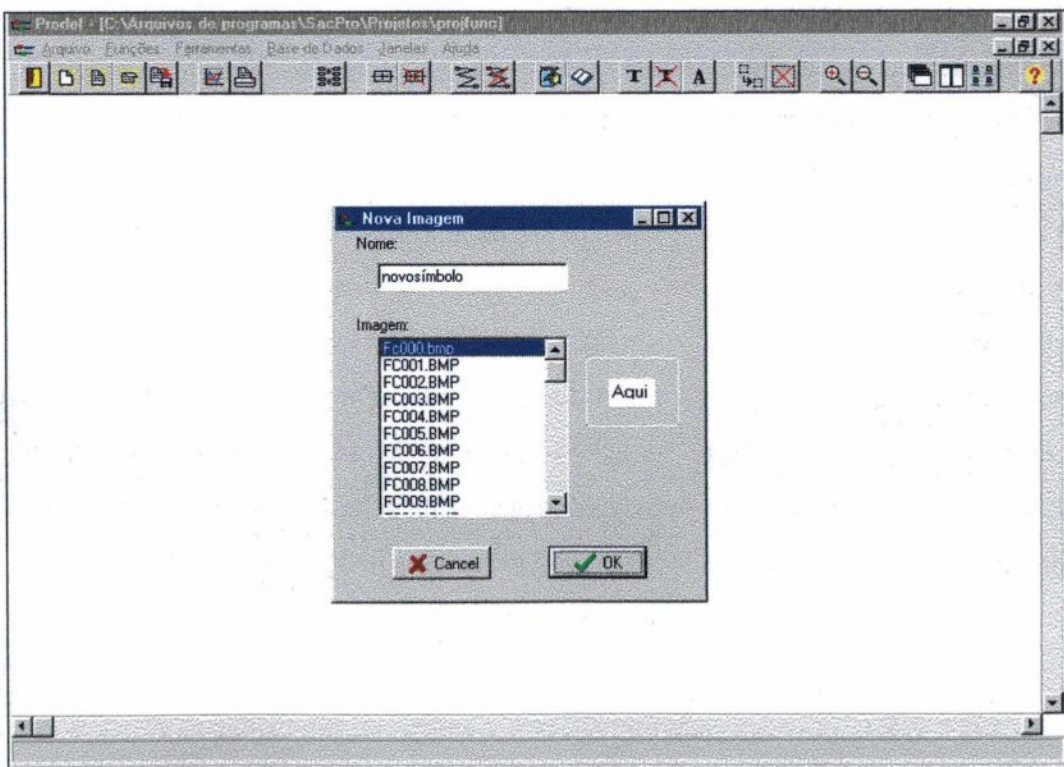 Prodel - [C:\Arquivos de programas\SacPro\Projetos\projfunc]
Arquivo Funções Ferramentas Base de Dados Janelas Ajuda
T T A ?
Nova Imagem
Nome:
novosímbolo
Imagem:
Fc000.bmp
FC001.BMP
FC002.BMP
FC003.BMP
FC004.BMP
FC005.BMP
FC006.BMP
FC007.BMP
FC008.BMP
FC009.BMP
Aqui
Cancel OK